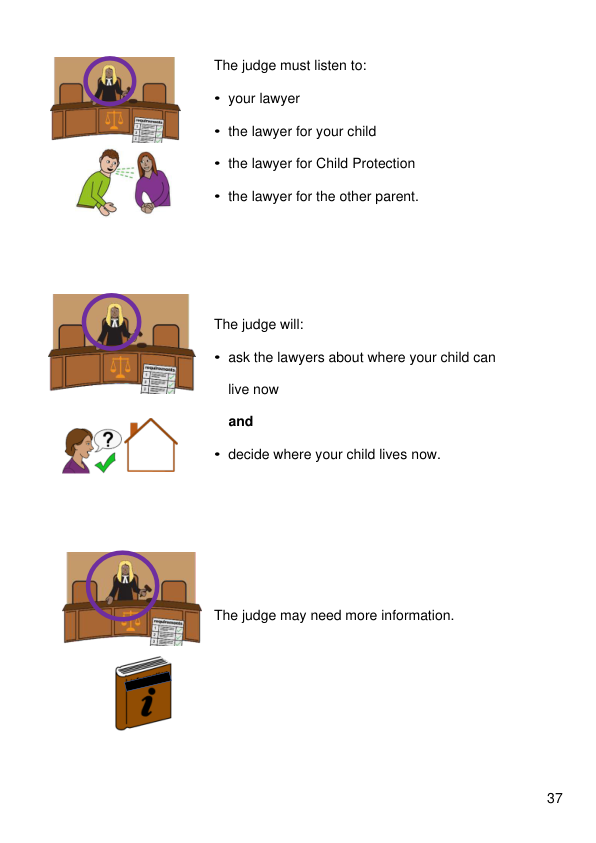 The judge must listen to:
• your lawyer
• the lawyer for your child
• the lawyer for Child Protection
• the lawyer for the other parent.
requirements
The judge will:
• ask the lawyers about where your child can
live now
and
• decide where your child lives now.
requirements
?
The judge may need more information.
requirements
i
37